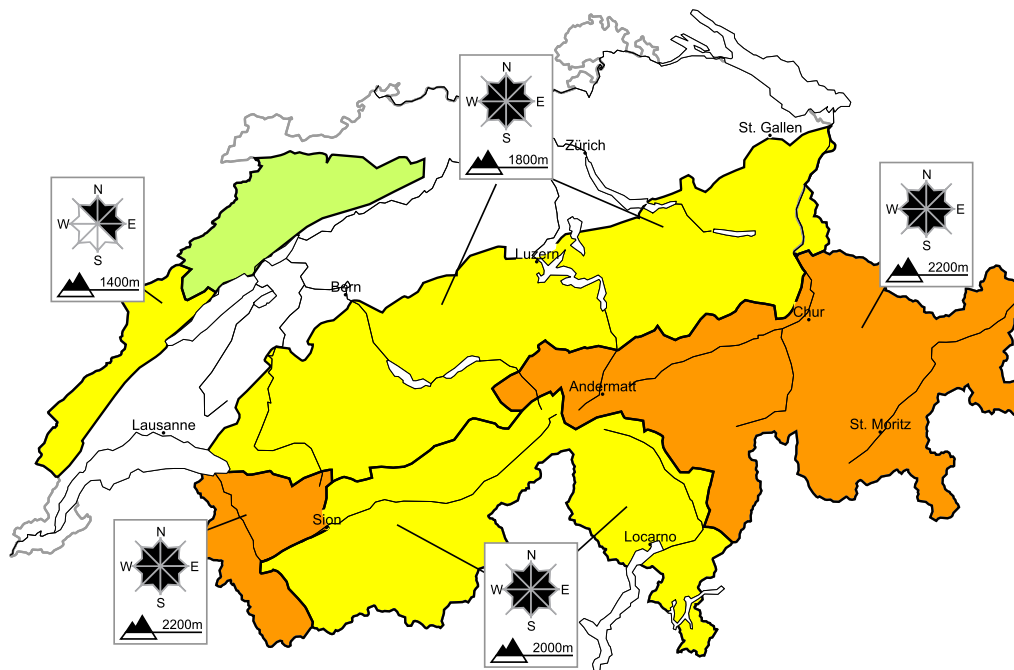 N
W E
S
1800m
Zürich
St. Gallen
N
W E
S
1400m
N
W E
S
2200m
Luzern
Bern
Chur
Andermatt
Lausanne
St. Moritz
Sion
Locarno
N
W E
S
2200m
N
W E
S
2000m